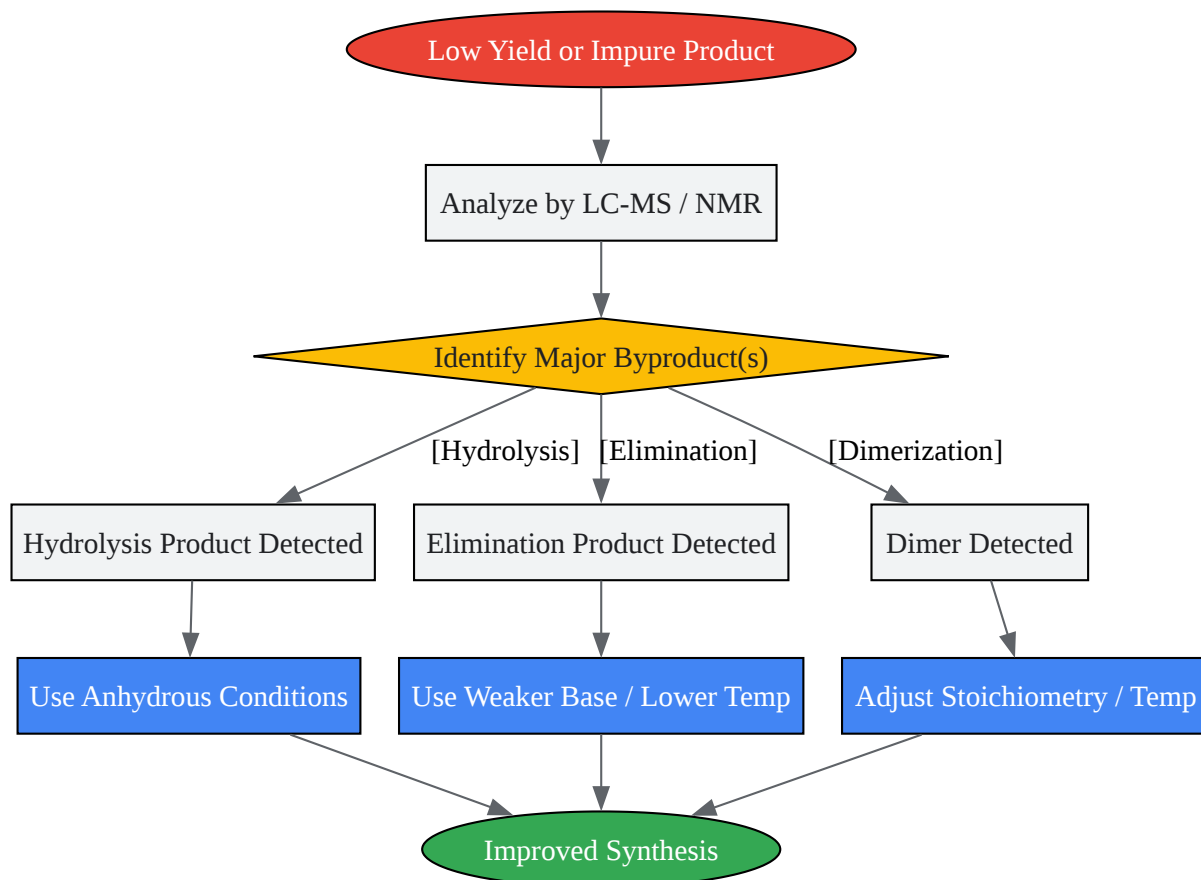 Low Yield or Impure Product
Analyze by LC-MS / NMR
Identify Major Byproduct(s)
[Hydrolysis]
[Elimination]
[Dimerization]
Hydrolysis Product Detected
Elimination Product Detected
Dimer Detected
Use Anhydrous Conditions
Use Weaker Base / Lower Temp
Adjust Stoichiometry / Temp
Improved Synthesis